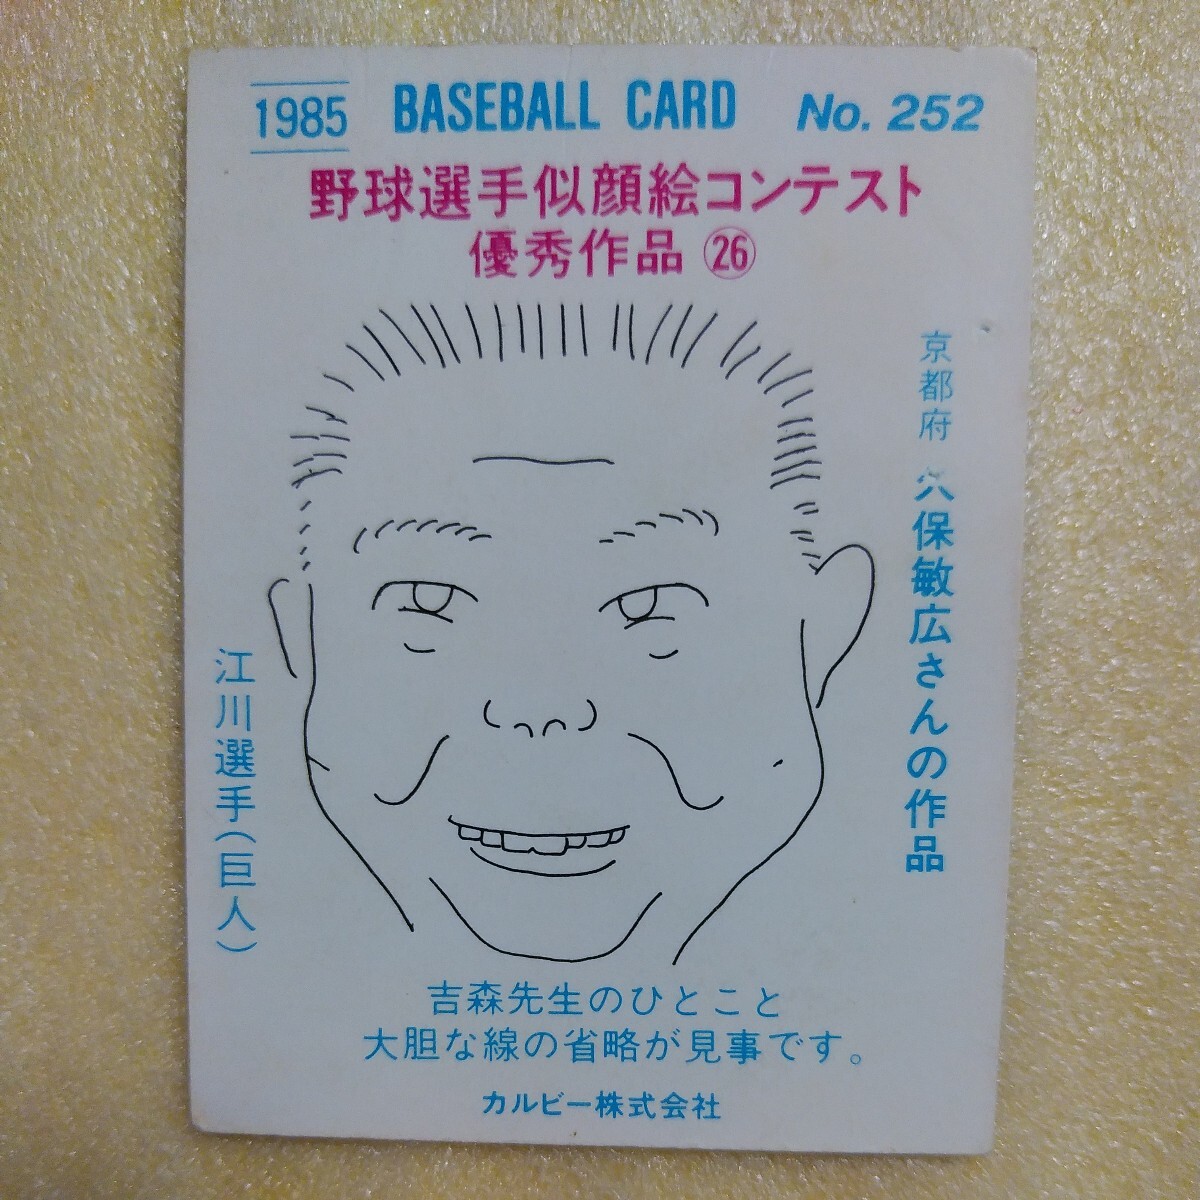 1985 BASEBALL CARD No. 252
野球選手似顔絵コンテスト
優秀作品 ㉖
京都府 久保敏広さんの作品
江川選手(巨人)
吉森先生のひとこと
大胆な線の省略が見事です。
カルビー株式会社